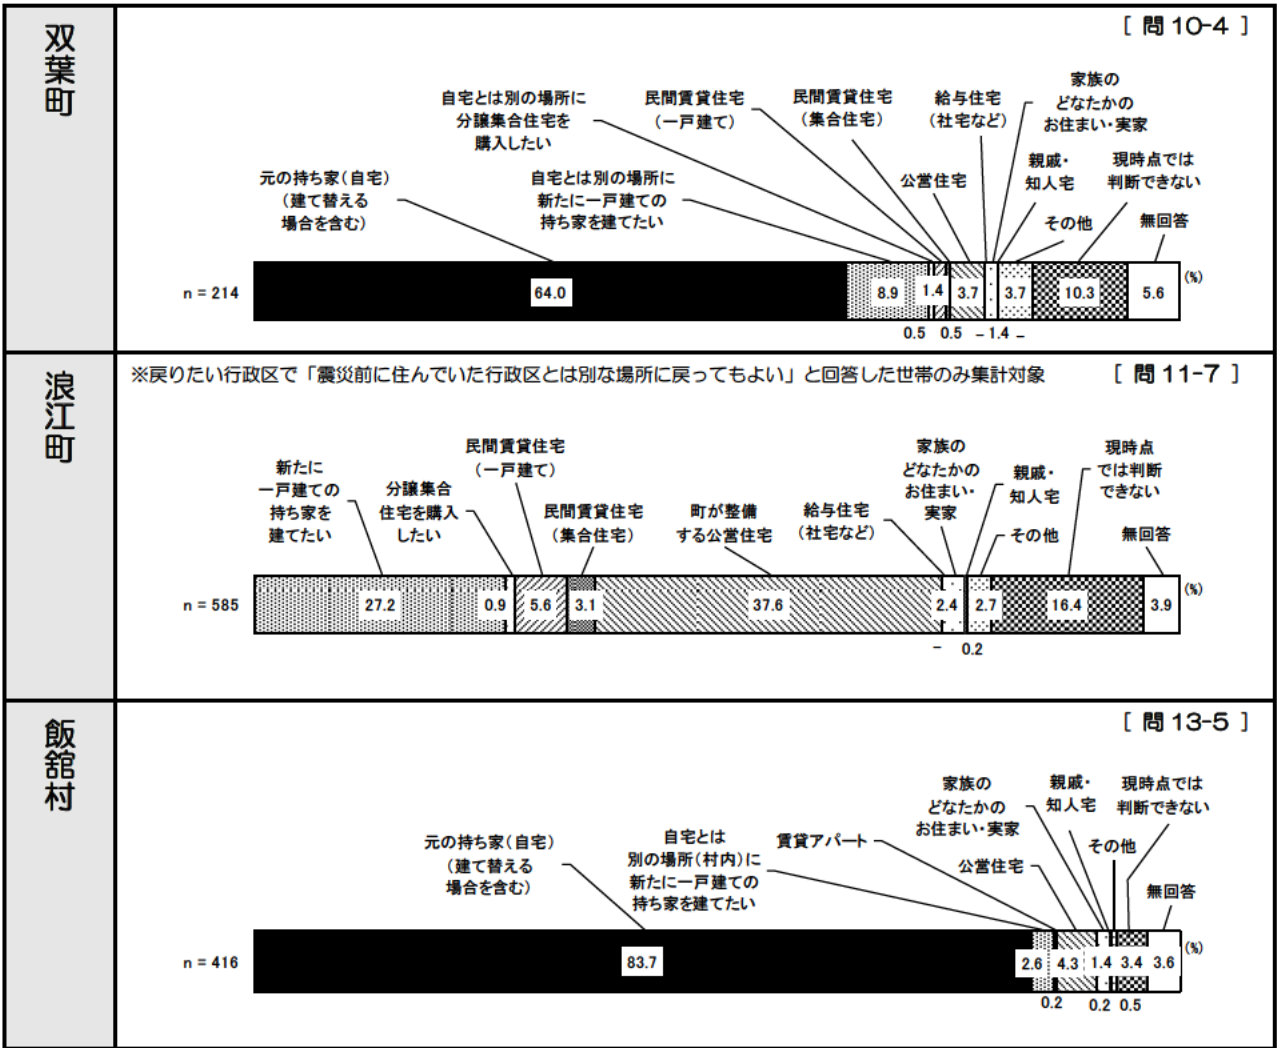 双葉町
[ 問10-4 ]
家族の
どなたかの
お住まい・実家
自宅とは別の場所に
分譲集合住宅を
購入したい
民間賃貸住宅
（一戸建て）
民間賃貸住宅
（集合住宅）
給与住宅
（社宅など）
元の持ち家（自宅）
（建て替える
場合を含む）
自宅とは別の場所に
新たに一戸建ての
持ち家を建てたい
公営住宅
親戚・
知人宅
現時点では
判断できない
その他
無回答
n = 214
64.0
8.9
1.4
3.7
3.7
10.3
5.6
(%)
0.5
0.5
–
1.4
–
浪江町
※戻りたい行政区で「震災前に住んでいた行政区とは別な場所に戻ってもよい」と回答した世帯のみ集計対象
[ 問11-7 ]
新たに
一戸建ての
持ち家を
建てたい
分譲集合
住宅を購入
したい
民間賃貸住宅
（一戸建て）
民間賃貸住宅
（集合住宅）
町が整備
する公営住宅
給与住宅
（社宅など）
家族の
どなたかの
お住まい・
実家
親戚・
知人宅
その他
現時点
では判断
できない
無回答
n = 585
27.2
0.9
5.6
3.1
37.6
2.4
2.7
16.4
3.9
(%)
–
0.2
飯舘村
[ 問13-5 ]
元の持ち家（自宅）
（建て替える
場合を含む）
自宅とは
別の場所（村内）に
新たに一戸建ての
持ち家を建てたい
賃貸アパート
公営住宅
家族の
どなたかの
お住まい・実家
親戚・
知人宅
その他
現時点では
判断できない
無回答
n = 416
83.7
2.6
4.3
1.4
3.4
3.6
(%)
0.2
0.2
0.5